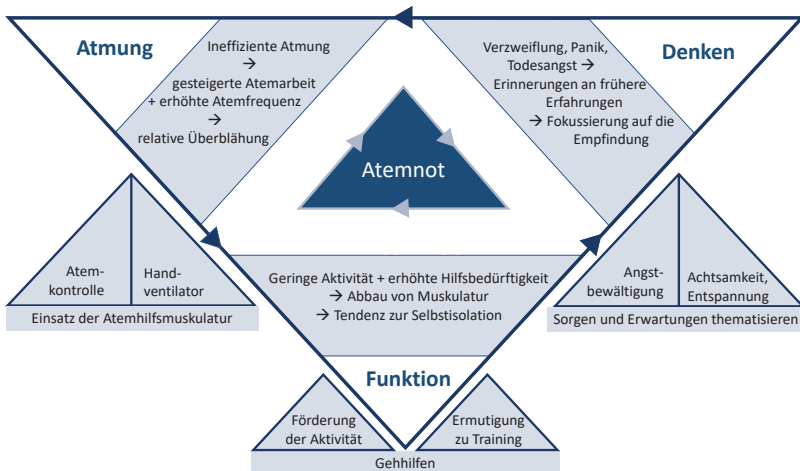 Atmung
Ineffiziente Atmung
→
gesteigerte Atemarbeit
+ erhöhte Atemfrequenz
→
relative Überblähung
Verzweiflung, Panik,
Todesangst →
Erinnerungen an frühere
Erfahrungen
→ Fokussierung auf die
Empfindung
Denken
Atemnot
Geringe Aktivität + erhöhte Hilfsbedürftigkeit
→ Abbau von Muskulatur
→ Tendenz zur Selbstisolation
Funktion
Atem-
kontrolle
Hand-
ventilator
Einsatz der Atemhilfsmuskulatur
Angst-
bewältigung
Achtsamkeit,
Entspannung
Sorgen und Erwartungen thematisieren
Förderung
der Aktivität
Ermutigung
zu Training
Gehhilfen